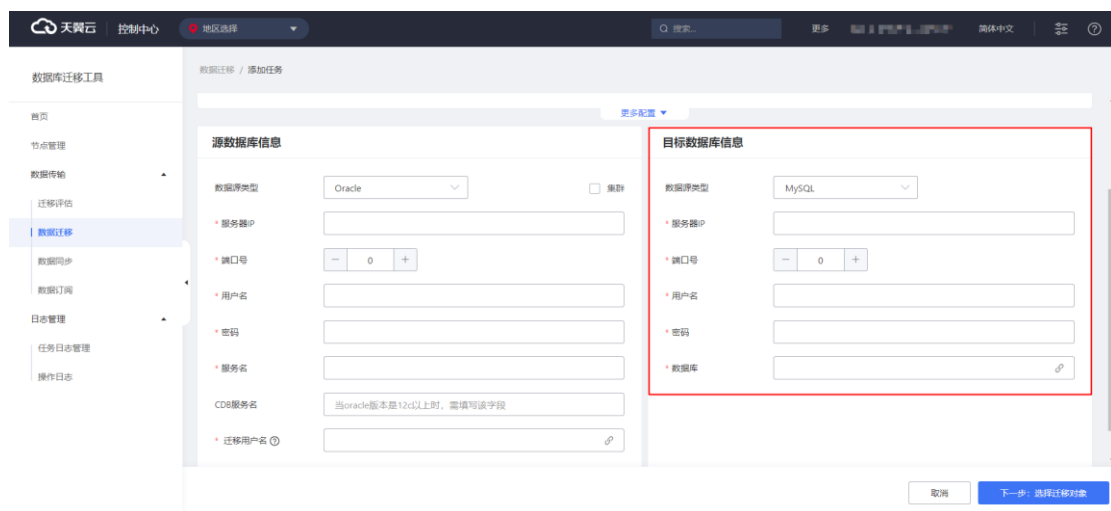 天翼云 控制中心 地区选择 搜索... 更多 简体中文
数据库迁移工具
数据迁移 / 添加任务
首页
节点管理
数据传输
迁移评估
数据迁移
数据同步
数据订阅
日志管理
任务日志管理
操作日志
更多配置
源数据库信息
数据源类型 Oracle 集群
* 服务器IP
* 端口号 − 0 +
* 用户名
* 密码
* 服务名
CDB服务名 当oracle版本是12c以上时，需填写该字段
* 迁移用户名
目标数据库信息
数据源类型 MySQL
* 服务器IP
* 端口号 − 0 +
* 用户名
* 密码
* 数据库
取消 下一步：选择迁移对象